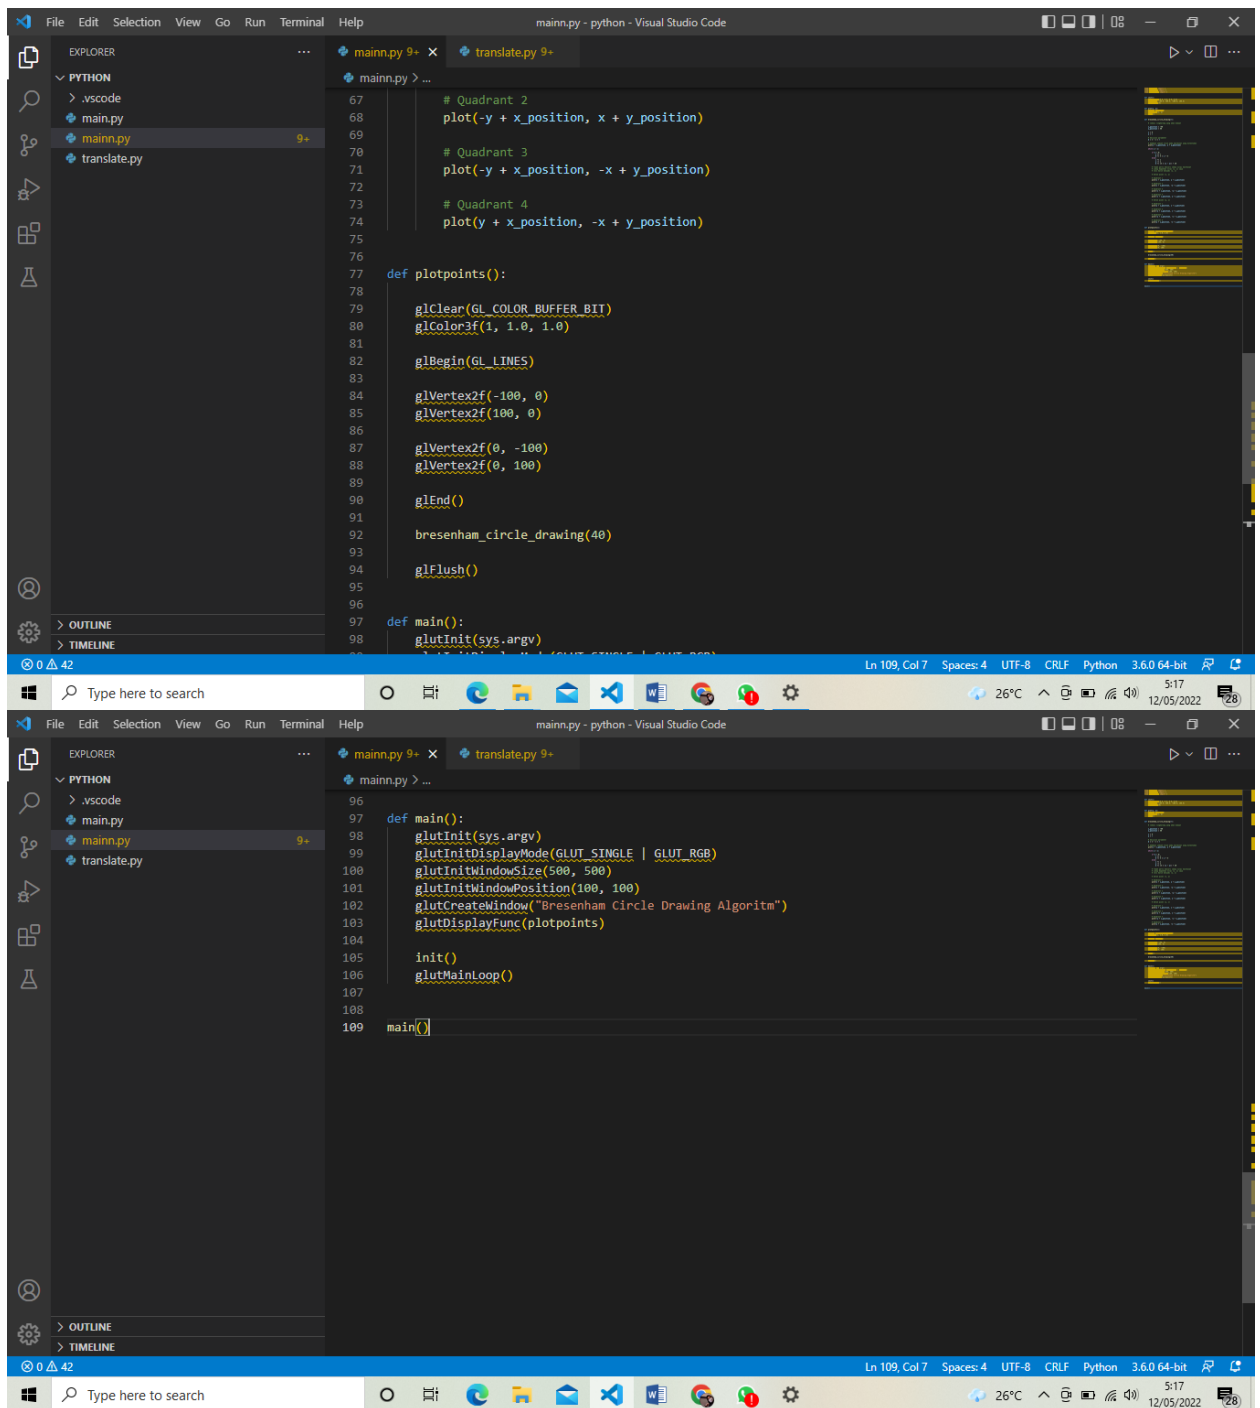 File Edit Selection View Go Run Terminal Help mainn.py - python - Visual Studio Code
EXPLORER
mainn.py 9+
translate.py 9+
PYTHON
mainn.py > ...
.vscode
main.py
mainn.py 9+
translate.py
67 # Quadrant 2
68 plot(-y + x_position, x + y_position)
69
70 # Quadrant 3
71 plot(-y + x_position, -x + y_position)
72
73 # Quadrant 4
74 plot(y + x_position, -x + y_position)
75
76
77 def plotpoints():
78
79 glClear(GL_COLOR_BUFFER_BIT)
80 glColor3f(1, 1.0, 1.0)
81
82 glBegin(GL_LINES)
83
84 glVertex2f(-100, 0)
85 glVertex2f(100, 0)
86
87 glVertex2f(0, -100)
88 glVertex2f(0, 100)
89
90 glEnd()
91
92 bresenham_circle_drawing(40)
93
94 glFlush()
95
96
97 def main():
98 glutInit(sys.argv)
OUTLINE
TIMELINE
0 42 Ln 109, Col 7 Spaces: 4 UTF-8 CRLF Python 3.6.0 64-bit
Type here to search 26°C 5:17 12/05/2022 28
File Edit Selection View Go Run Terminal Help mainn.py - python - Visual Studio Code
EXPLORER
mainn.py 9+
translate.py 9+
PYTHON
mainn.py > ...
.vscode
main.py
mainn.py 9+
translate.py
96
97 def main():
98 glutInit(sys.argv)
99 glutInitDisplayMode(GLUT_SINGLE | GLUT_RGB)
100 glutInitWindowSize(500, 500)
101 glutInitWindowPosition(100, 100)
102 glutCreateWindow("Bresenham Circle Drawing Algoritm")
103 glutDisplayFunc(plotpoints)
104
105 init()
106 glutMainLoop()
107
108
109 main()
OUTLINE
TIMELINE
0 42 Ln 109, Col 7 Spaces: 4 UTF-8 CRLF Python 3.6.0 64-bit
Type here to search 26°C 5:17 12/05/2022 28